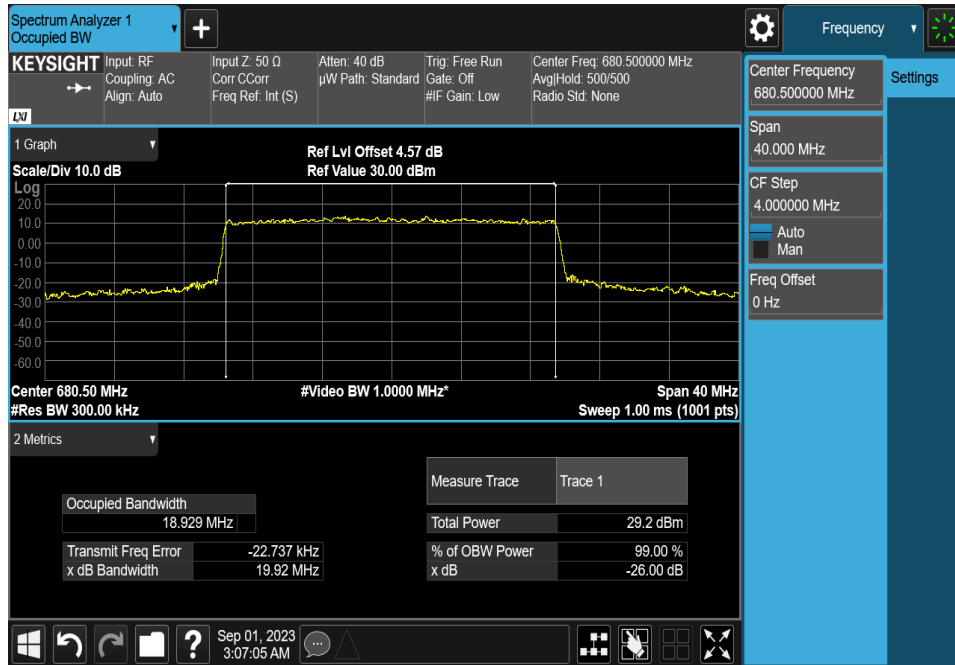 Spectrum Analyzer 1
Occupied BW
+
Frequency
KEYSIGHT
LXI
Input: RF
Coupling: AC
Align: Auto
Input Z: 50 Ω
Corr CCorr
Freq Ref: Int (S)
Atten: 40 dB
µW Path: Standard
Trig: Free Run
Gate: Off
#IF Gain: Low
Center Freq: 680.500000 MHz
Avg|Hold: 500/500
Radio Std: None
Center Frequency
680.500000 MHz
Settings
Span
40.000 MHz
CF Step
4.000000 MHz
Auto
Man
Freq Offset
0 Hz
1 Graph
Ref Lvl Offset 4.57 dB
Scale/Div 10.0 dB
Ref Value 30.00 dBm
Log
20.0
10.0
0.00
-10.0
-20.0
-30.0
-40.0
-50.0
-60.0
Center 680.50 MHz
#Video BW 1.0000 MHz*
Span 40 MHz
#Res BW 300.00 kHz
Sweep 1.00 ms (1001 pts)
2 Metrics
Measure Trace
Trace 1
Occupied Bandwidth
18.929 MHz
Total Power
29.2 dBm
Transmit Freq Error
-22.737 kHz
% of OBW Power
99.00 %
x dB Bandwidth
19.92 MHz
x dB
-26.00 dB
?
Sep 01, 2023
3:07:05 AM